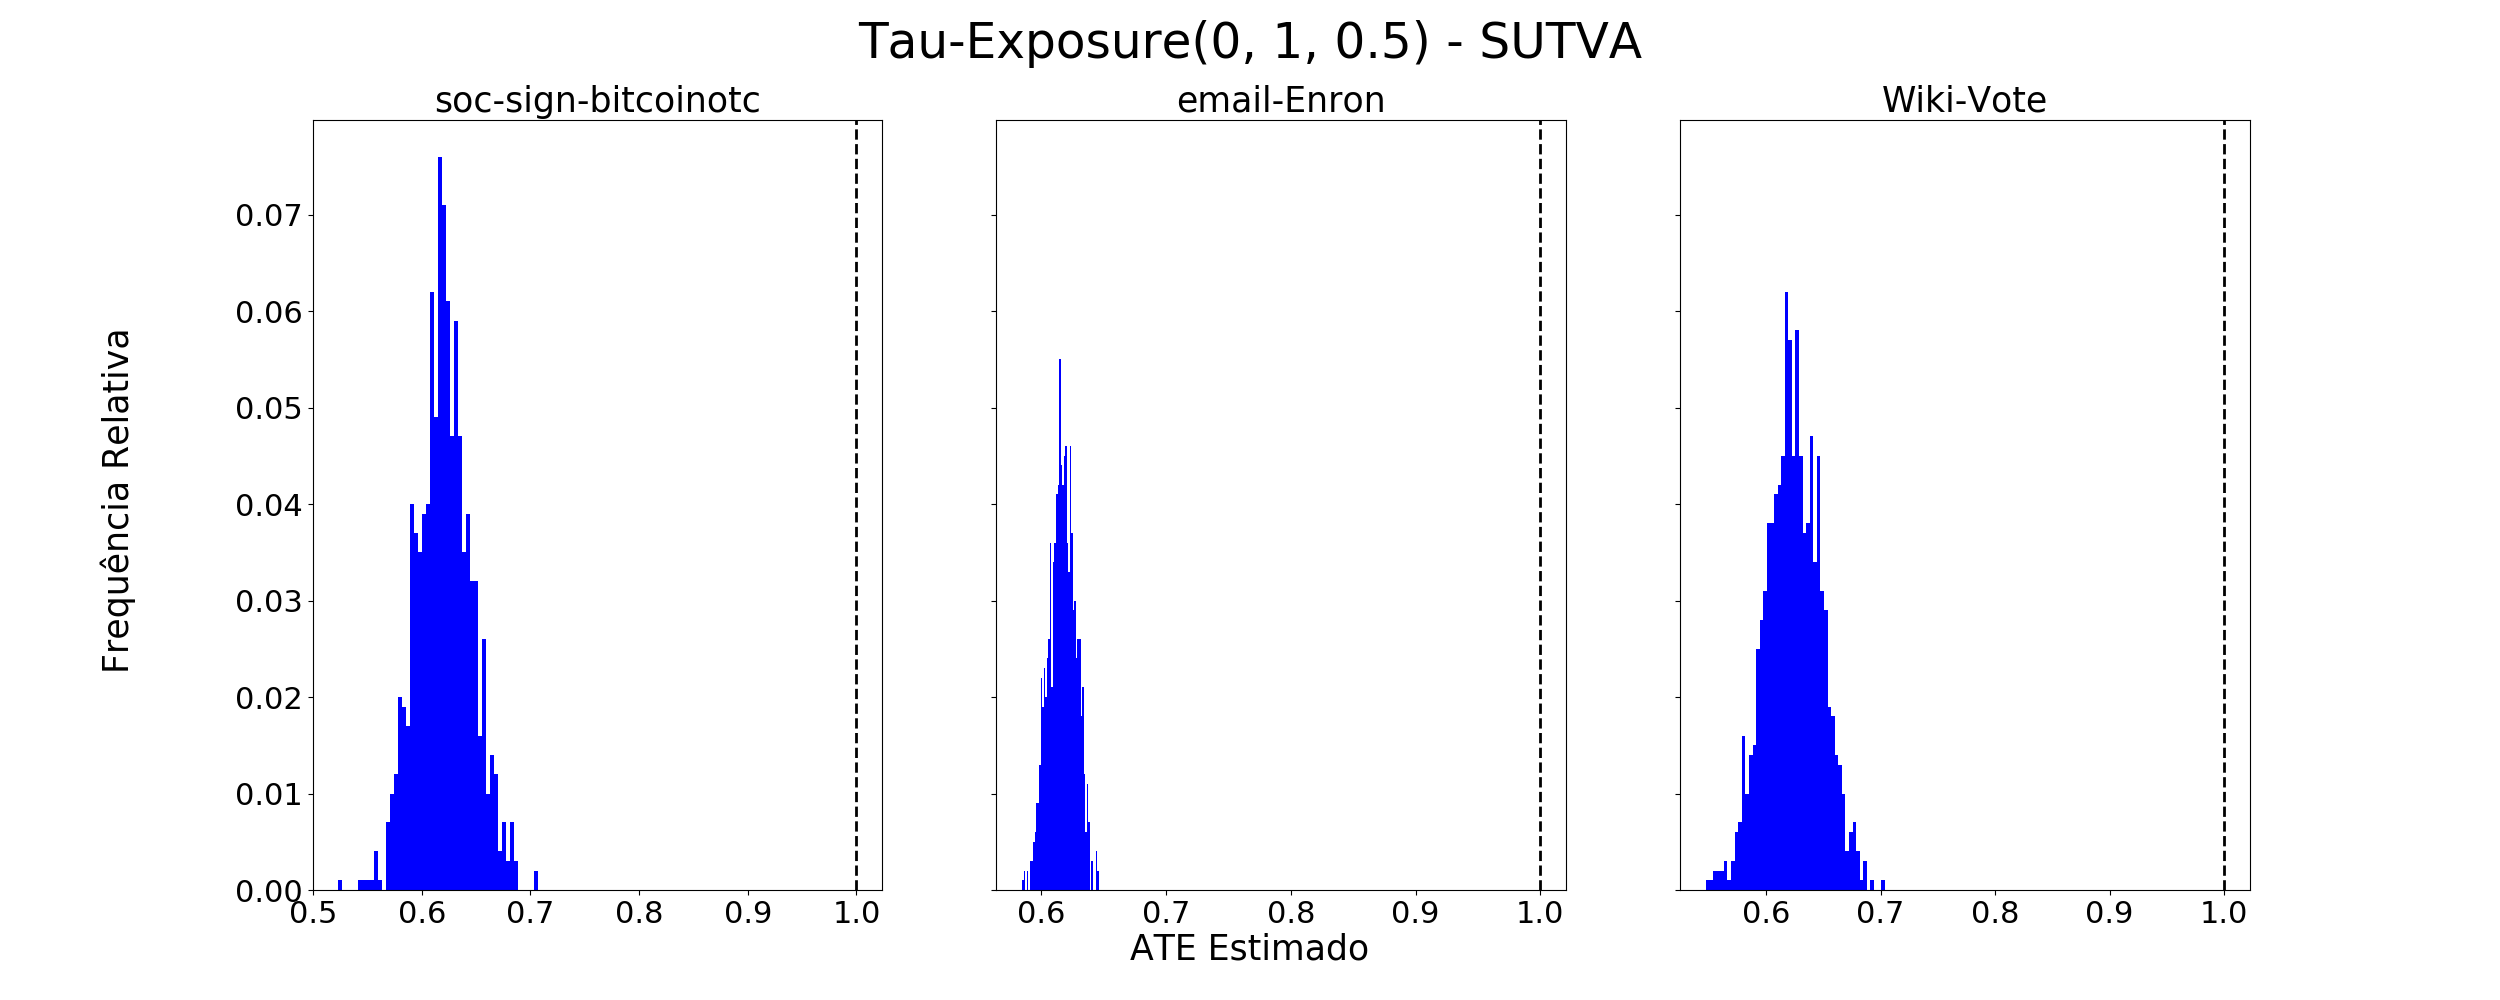 Tau-Exposure(0, 1, 0.5) - SUTVA
soc-sign-bitcoinotc
email-Enron
Wiki-Vote
Frequência Relativa
0.07
0.06
0.05
0.04
0.03
0.02
0.01
0.00
0.5 0.6 0.7 0.8 0.9 1.0
0.6 0.7 0.8 0.9 1.0
0.6 0.7 0.8 0.9 1.0
ATE Estimado